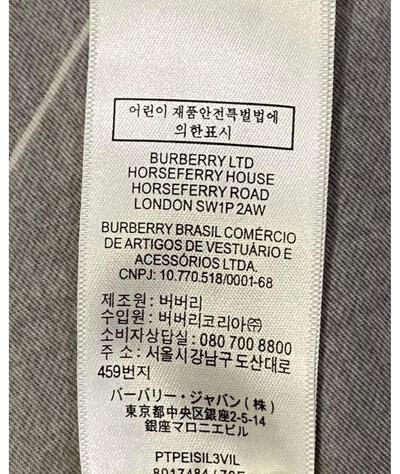 어린이 제품안전특별법에
의한표시
BURBERRY LTD
HORSEFERRY HOUSE
HORSEFERRY ROAD
LONDON SW1P 2AW
BURBERRY BRASIL COMÉRCIO
DE ARTIGOS DE VESTUÁRIO E
ACESSÓRIOS LTDA.
CNPJ: 10.770.518/0001-68
제조원 : 버버리
수입원 : 버버리코리아㈜
소비자상담실 : 080 700 8800
주 소 : 서울시강남구도산대로
459번지
バーバリー・ジャパン(株)
東京都中央区銀座2-5-14
銀座マロニエビル
PTPEISIL3VIL